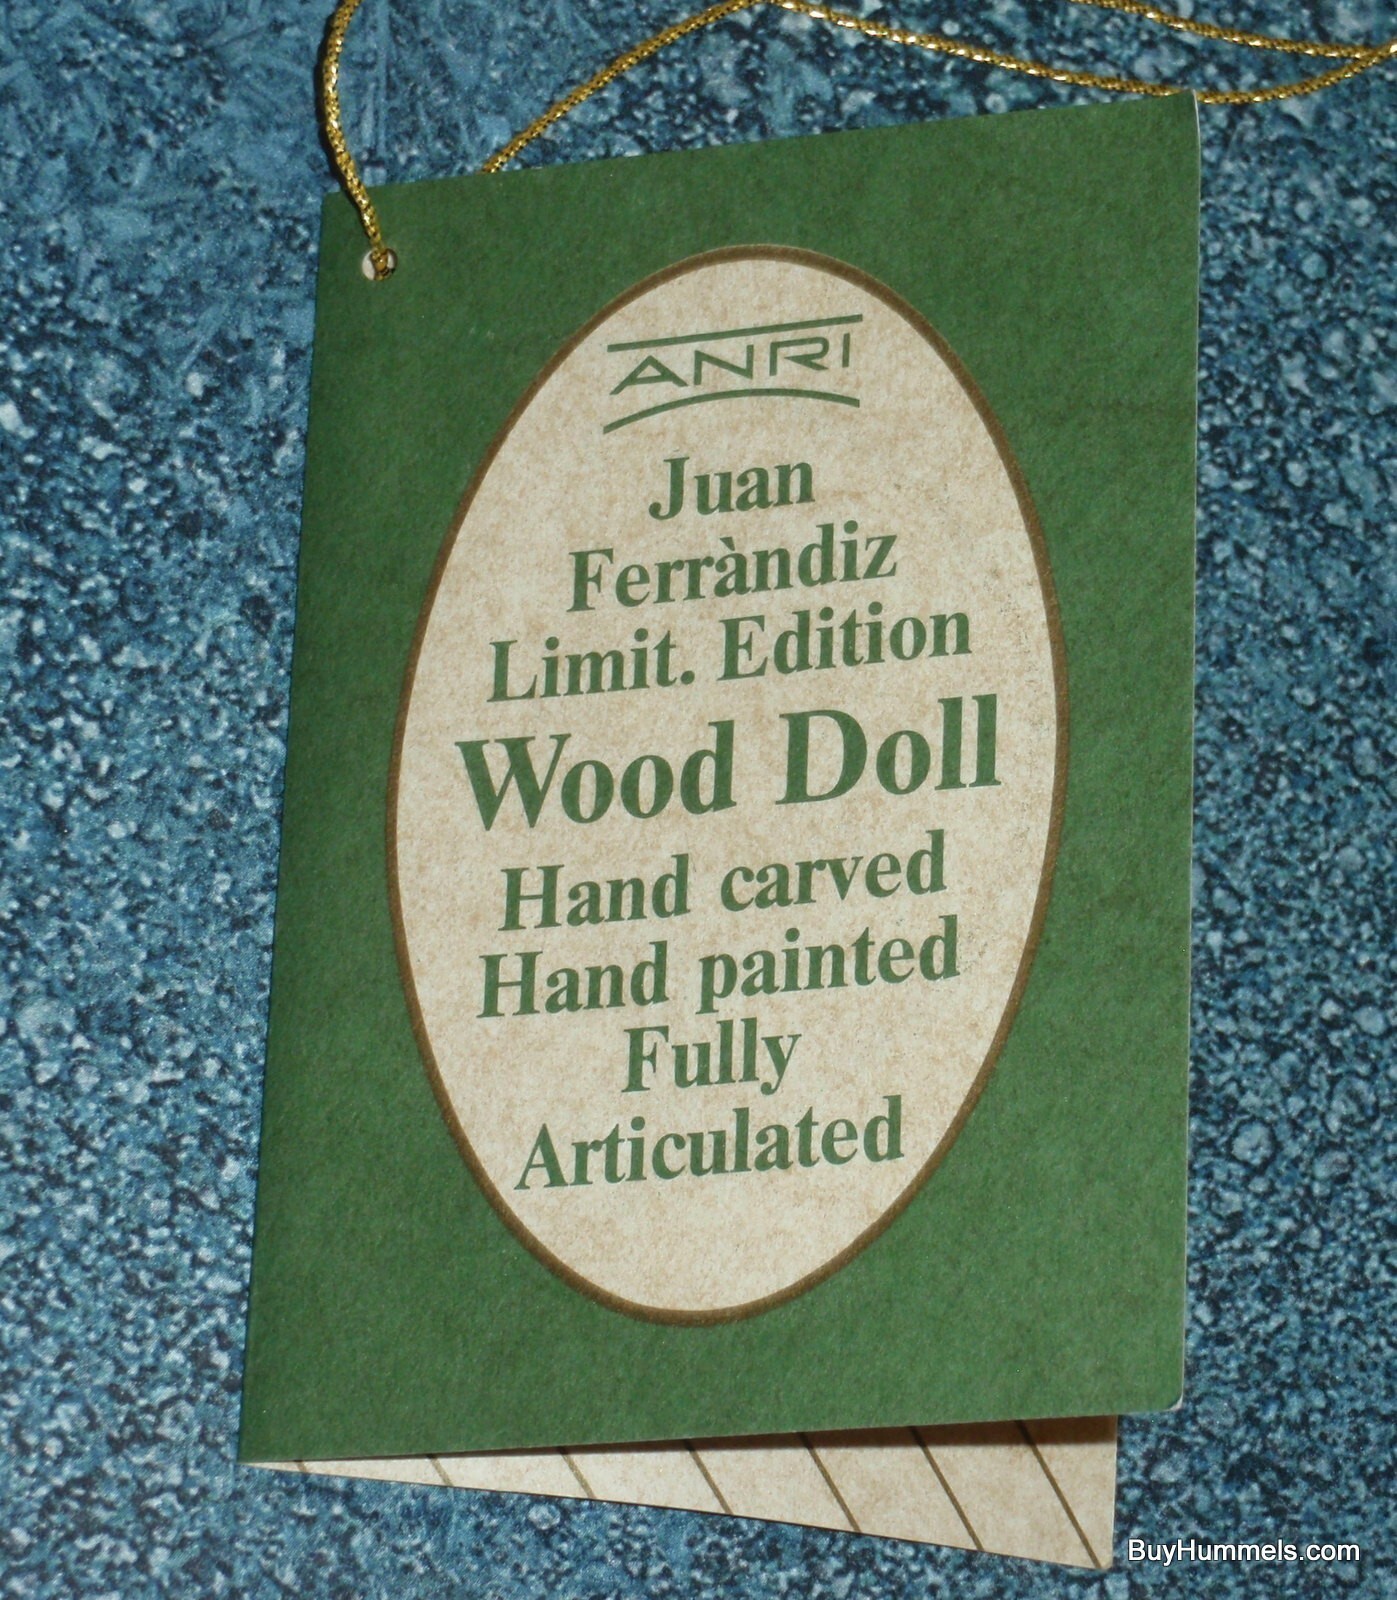 ANRI
Juan
Ferràndiz
Limit. Edition
Wood Doll
Hand carved
Hand painted
Fully
Articulated
BuyHummels.com